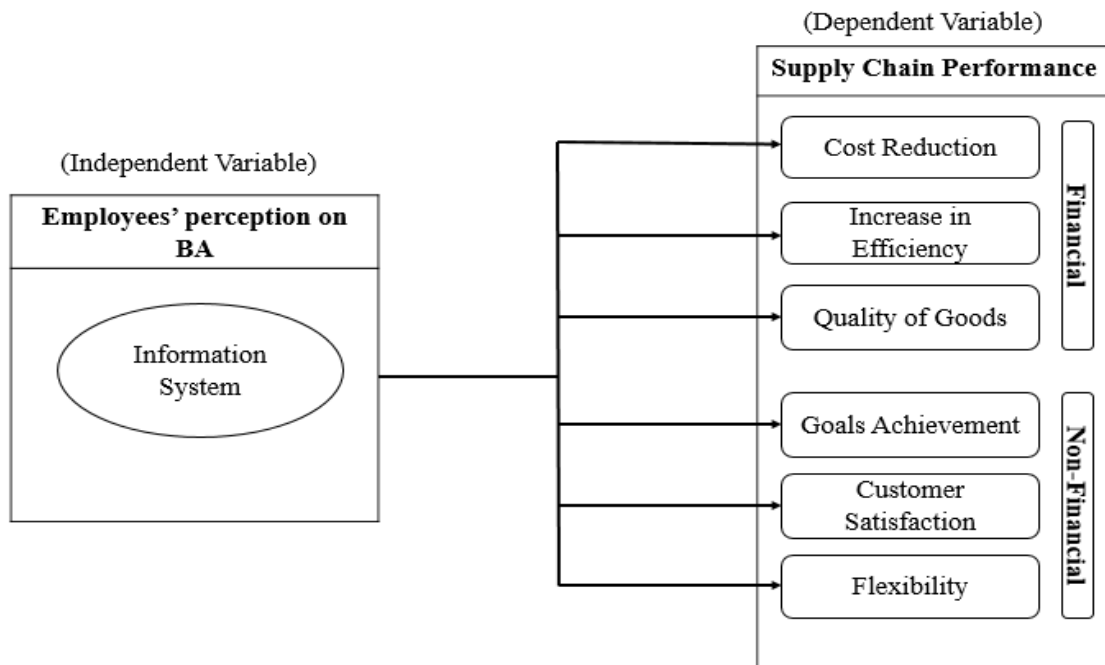 (Dependent Variable)
Supply Chain Performance
(Independent Variable)
Employees’ perception on
BA
Information
System
Cost Reduction
Increase in
Efficiency
Quality of Goods
Financial
Goals Achievement
Customer
Satisfaction
Flexibility
Non-Financial